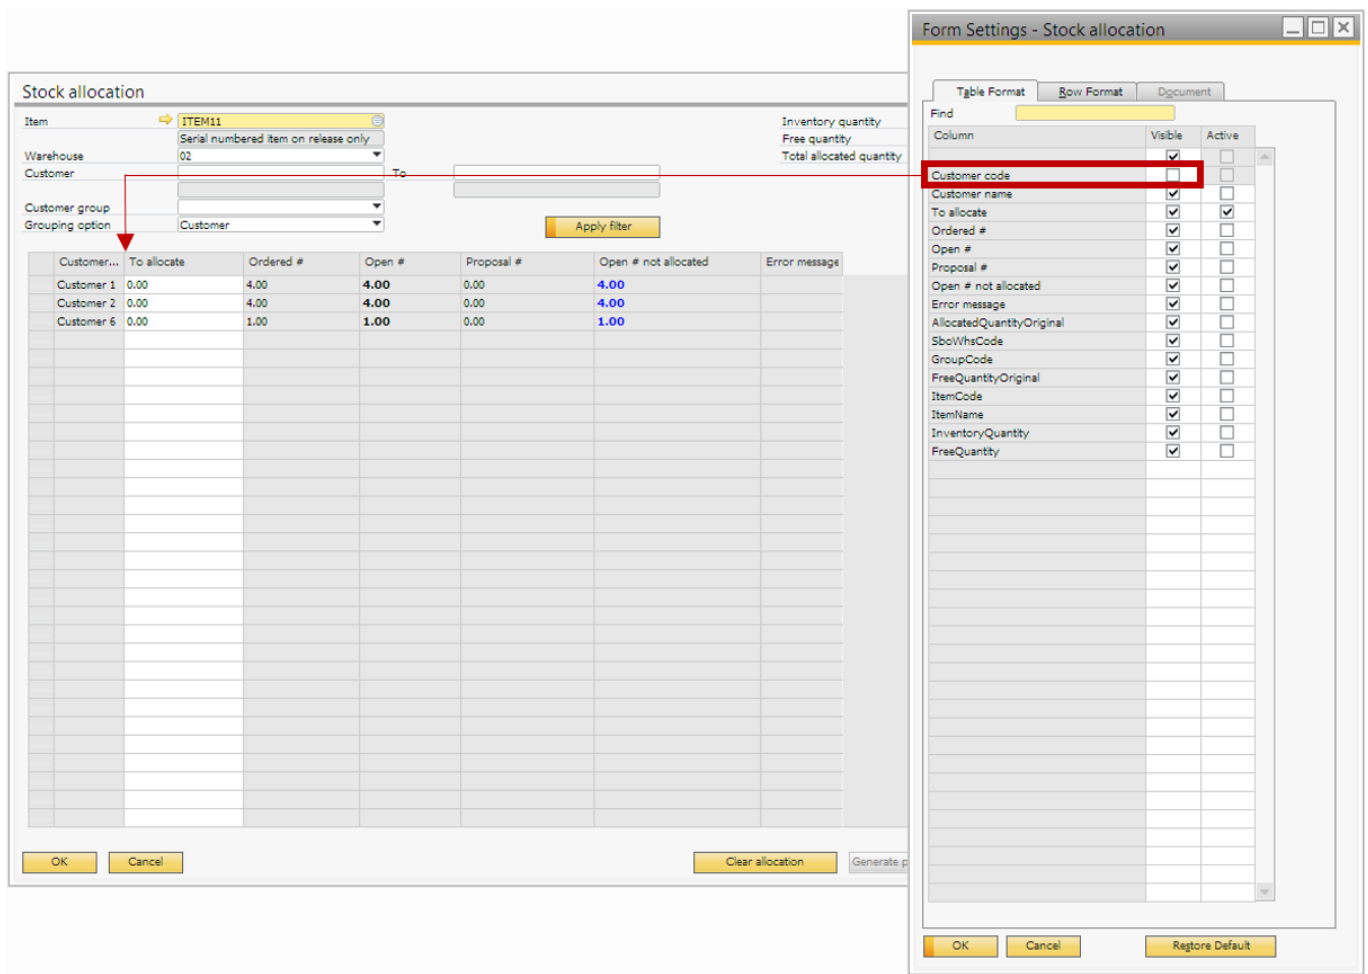 Form Settings - Stock allocation
Stock allocation
Item
ITEM11
Serial numbered item on release only
Warehouse
02
Customer
To
Customer group
Grouping option
Customer
Apply filter
Inventory quantity
Free quantity
Total allocated quantity
Customer... To allocate Ordered # Open # Proposal # Open # not allocated Error message
Customer 1 0.00 4.00 4.00 0.00 4.00
Customer 2 0.00 4.00 4.00 0.00 4.00
Customer 6 0.00 1.00 1.00 0.00 1.00
OK
Cancel
Clear allocation
Generate p
Table Format
Row Format
Document
Find
Column Visible Active
Customer code
Customer name
To allocate
Ordered #
Open #
Proposal #
Open # not allocated
Error message
AllocatedQuantityOriginal
SboWhsCode
GroupCode
FreeQuantityOriginal
ItemCode
ItemName
InventoryQuantity
FreeQuantity
OK
Cancel
Restore Default